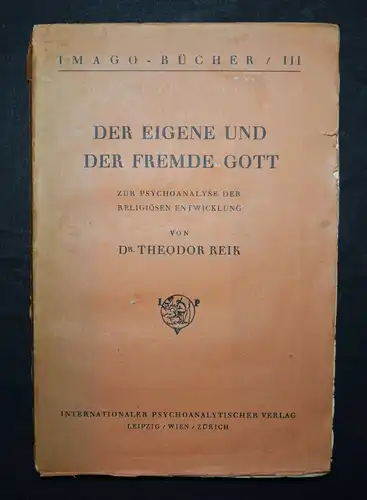 IMAGO-BÜCHER / III
DER EIGENE UND
DER FREMDE GOTT
ZUR PSYCHOANALYSE DER
RELIGIÖSEN ENTWICKLUNG
VON
DR. THEODOR REIK
I P
INTERNATIONALER PSYCHOANALYTISCHER VERLAG
LEIPZIG / WIEN / ZÜRICH